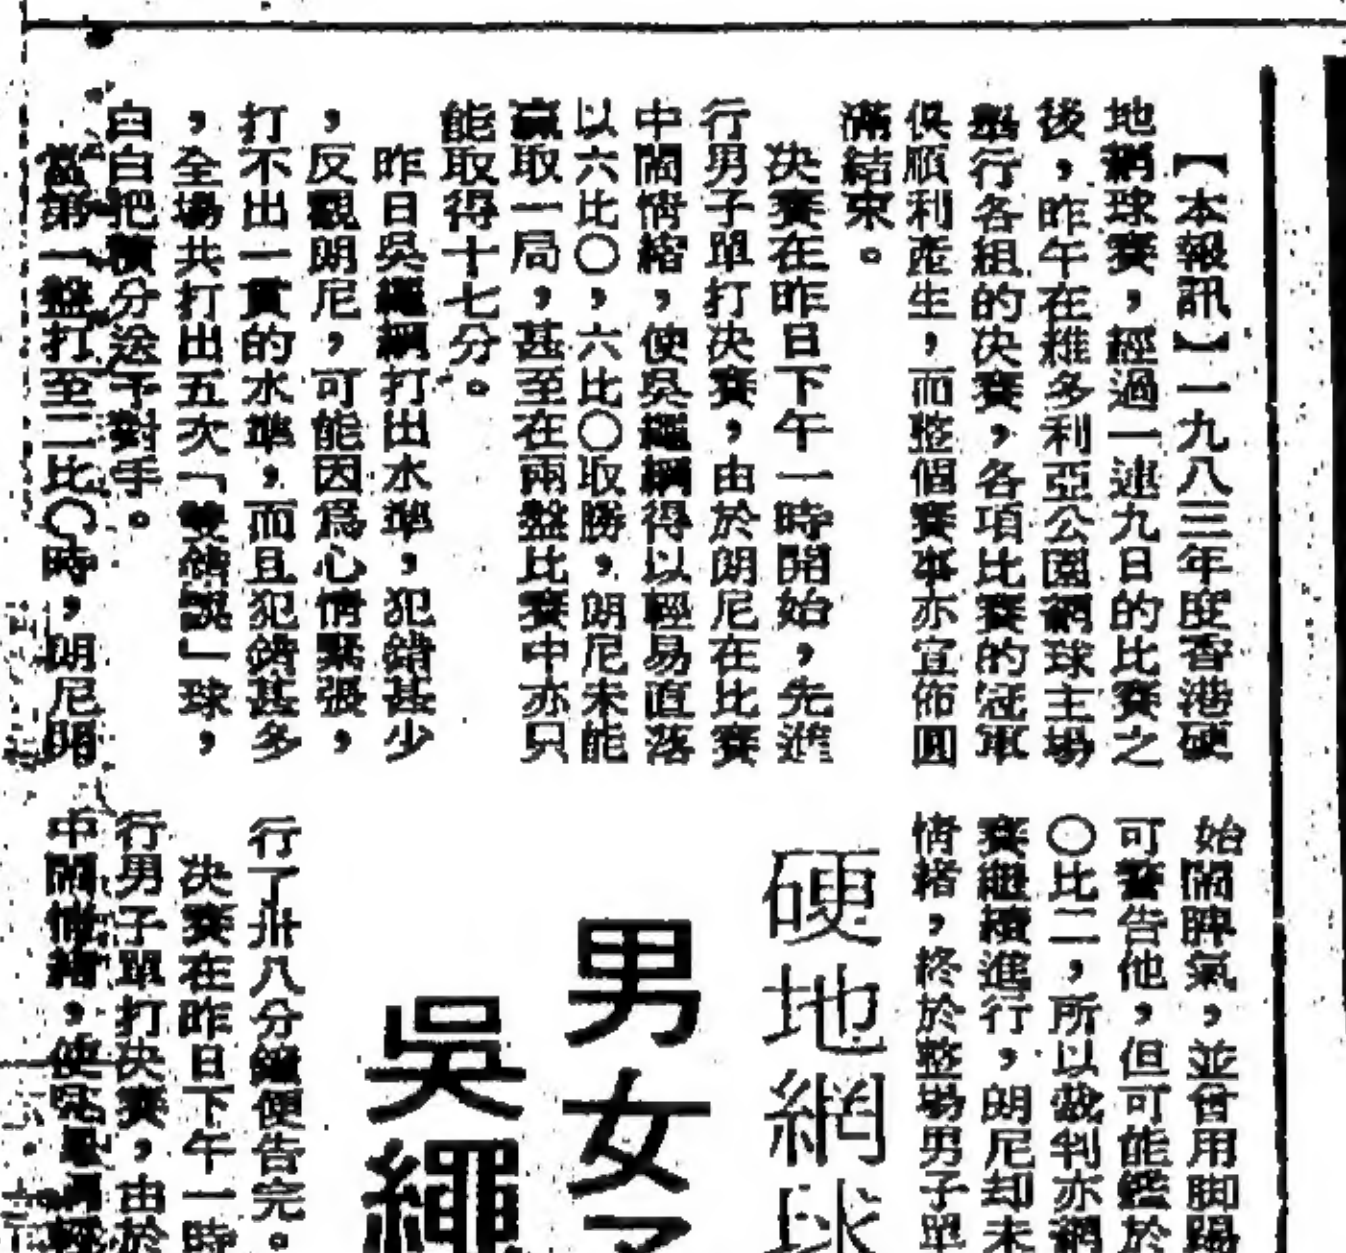 【本報訊】一九八三年度香港硬
地網球賽，經過一連九日的比賽之
後，昨午在維多利亞公園網球主場
舉行各組的決賽，各項比賽的冠軍
俱順利產生，而整個賽事亦宣佈圓
滿結束。
決賽在昨日下午一時開始，先進
行男子單打決賽，由於朗尼在比賽
中鬧情緒，使吳繩網得以輕易直落
以六比〇，六比〇取勝，朗尼未能
贏取一局，甚至在兩盤比賽中亦只
能取得十七分。
昨日吳繩網打出水準，犯錯甚少
，反觀朗尼，可能因爲心情緊張，
打不出一貫的水準，而且犯錯甚多
，全場共打出五次「雙錯誤」球，
白白把積分送予對手。
當第一盤打至二比〇時，朗尼開
始鬧脾氣，並曾用脚踢
可警告他，但可能鑑於
〇比二，所以裁判亦網
賽繼續進行，朗尼却未
情緒，終於整場男子單
硬地網球
男女子
吳繩
行了卅八分鐘便告完。
決賽在昨日下午一時
行男子單打決賽，由於
中鬧情緒，使吳繩網輕